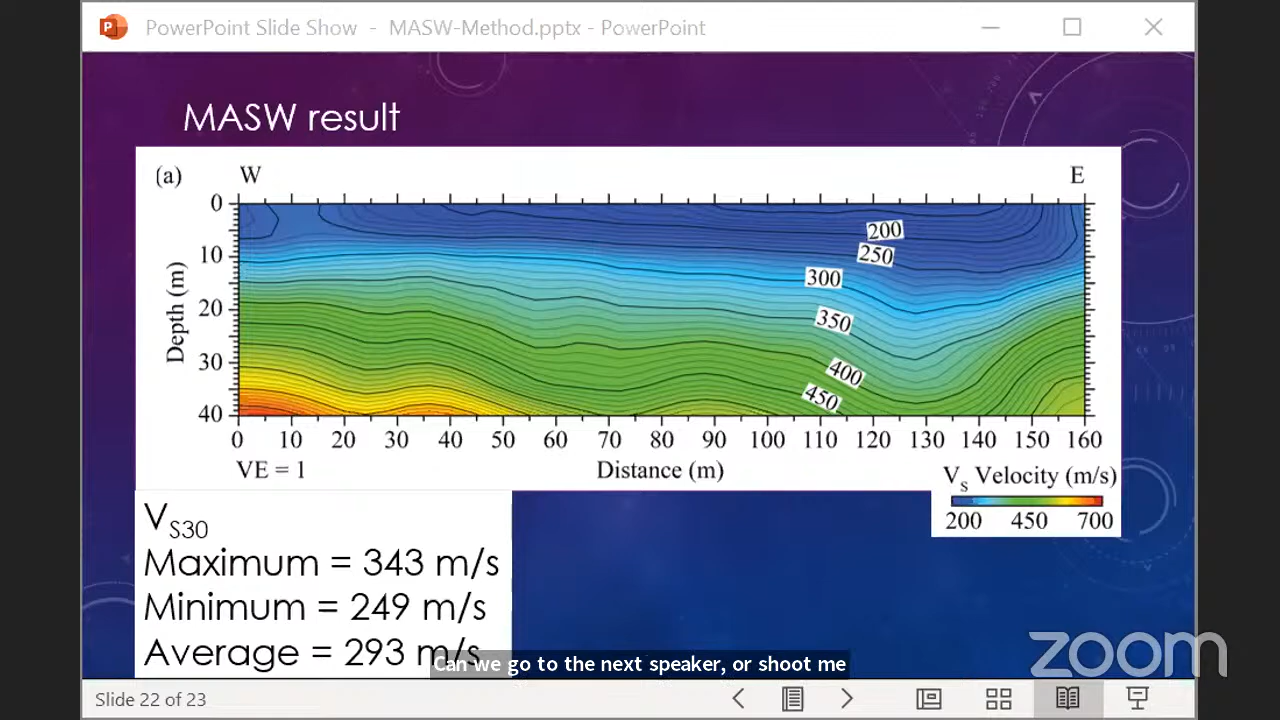 PowerPoint Slide Show - MASW-Method.pptx - PowerPoint
MASW result
(a) W E
0
10
20
30
40
Depth (m)
200
250
300
350
400
450
0 10 20 30 40 50 60 70 80 90 100 110 120 130 140 150 160
VE = 1 Distance (m)
VS Velocity (m/s)
200 450 700
VS30
Maximum = 343 m/s
Minimum = 249 m/s
Average = 293 m/s
Can we go to the next speaker, or shoot me
zoom
Slide 22 of 23